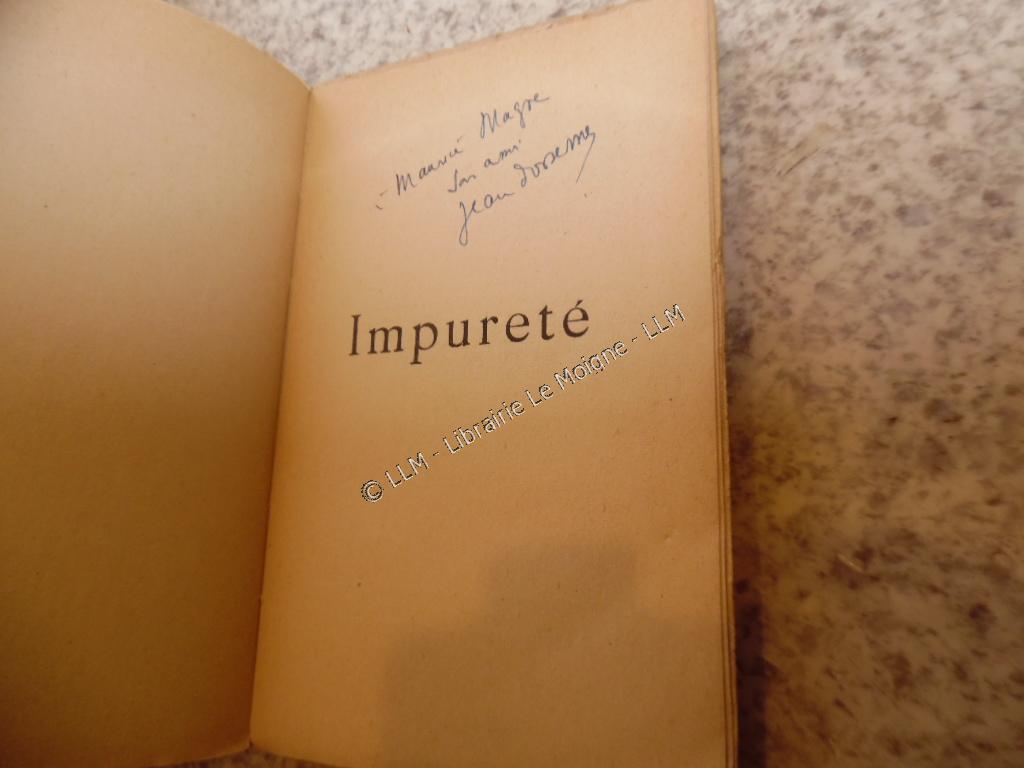 à Maurice Magre
son ami
Jean Dorsenne
Impureté
© LLM - Librairie Le Moigne - LLM